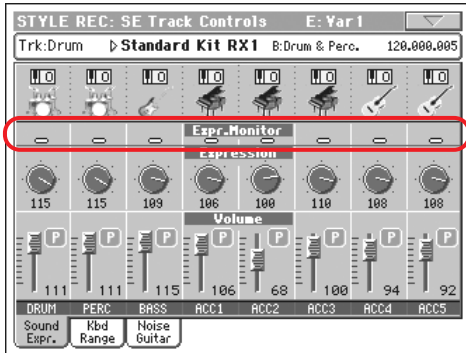 STYLE REC: SE Track Controls E: Var1
Trk:Drum ▷Standard Kit RX1 B:Drum & Perc. 120.000.005
Expr.Monitor
Expression
115 115 109 106 100 110 108 108
Volume
P P P P P P P P
111 111 115 106 68 100 94 92
DRUM PERC BASS ACC1 ACC2 ACC3 ACC4 ACC5
Sound Expr. Kbd Range Noise Guitar